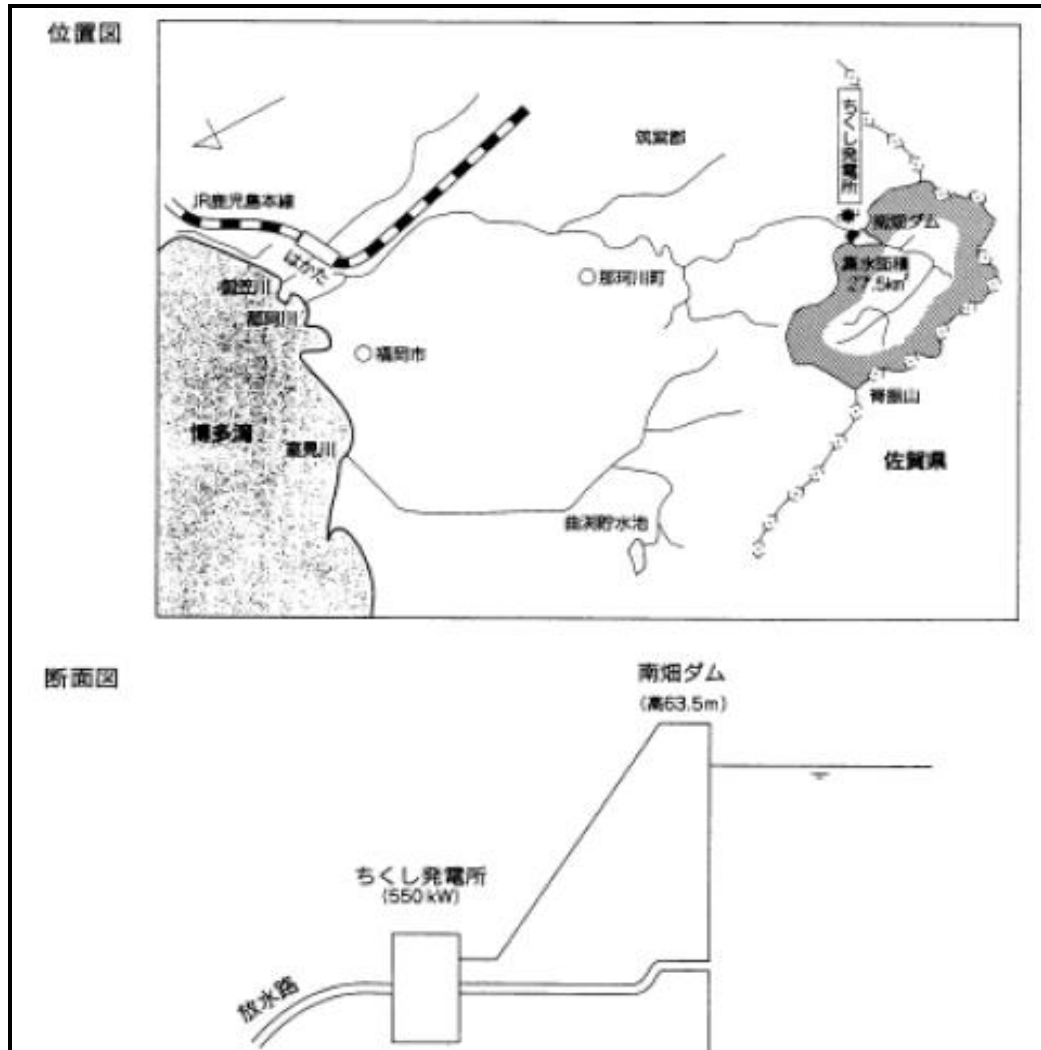 位置図
ちくし発電所
筑紫郡
JR鹿児島本線
南畑ダム
はかた
集水面積
27.5km²
御笠川
那珂川町
那珂川
福岡市
脊振山
博多湾
室見川
佐賀県
曲渕貯水池
断面図
南畑ダム
(高63.5m)
ちくし発電所
(550kW)
放水路